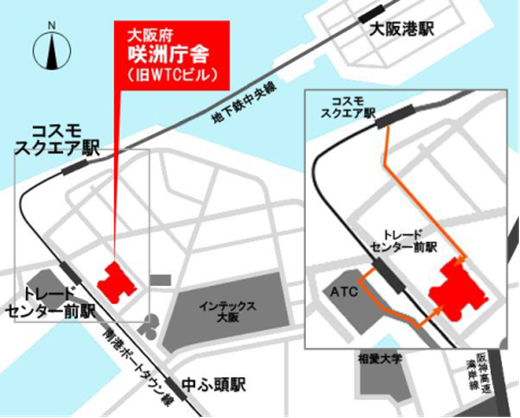 N
大阪府
咲洲庁舎
(旧WTCビル)
大阪港駅
地下鉄中央線
コスモ
スクエア駅
トレード
センター前駅
南港ポートタウン線
中ふ頭駅
インテックス
大阪
コスモ
スクエア駅
トレード
センター前駅
ATC
相愛大学
阪神高速
湾岸線